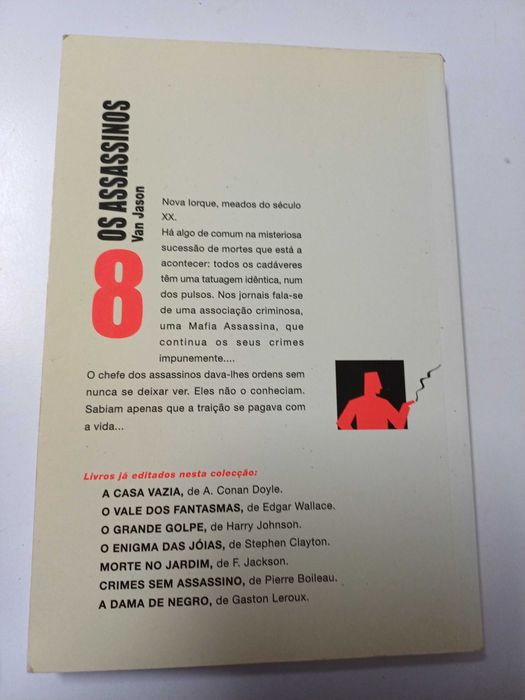 OS ASSASSINOS
Van Jason
8
Nova Iorque, meados do século
XX.
Há algo de comum na misteriosa
sucessão de mortes que está a
acontecer: todos os cadáveres
têm uma tatuagem idêntica, num
dos pulsos. Nos jornais fala-se
de uma associação criminosa,
uma Mafia Assassina, que
continua os seus crimes
impunemente....
O chefe dos assassinos dava-lhes ordens sem
nunca se deixar ver. Eles não o conheciam.
Sabiam apenas que a traição se pagava com
a vida...
Livros já editados nesta colecção:
A CASA VAZIA, de A. Conan Doyle.
O VALE DOS FANTASMAS, de Edgar Wallace.
O GRANDE GOLPE, de Harry Johnson.
O ENIGMA DAS JÓIAS, de Stephen Clayton.
MORTE NO JARDIM, de F. Jackson.
CRIMES SEM ASSASSINO, de Pierre Boileau.
A DAMA DE NEGRO, de Gaston Leroux.